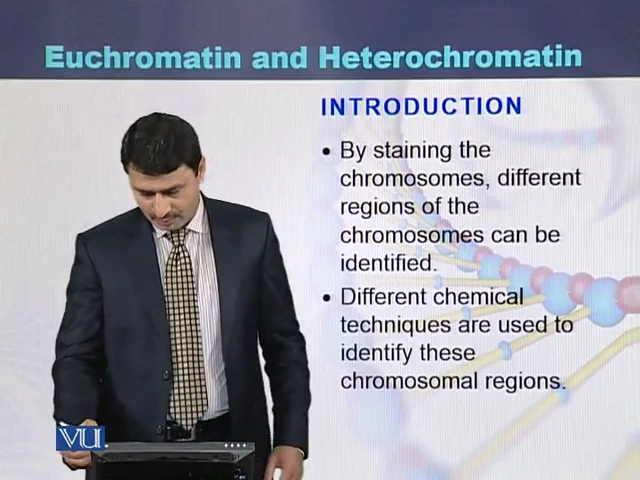 Euchromatin and Heterochromatin
INTRODUCTION
• By staining the
chromosomes, different
regions of the
chromosomes can be
identified.
• Different chemical
techniques are used to
identify these
chromosomal regions.
VU